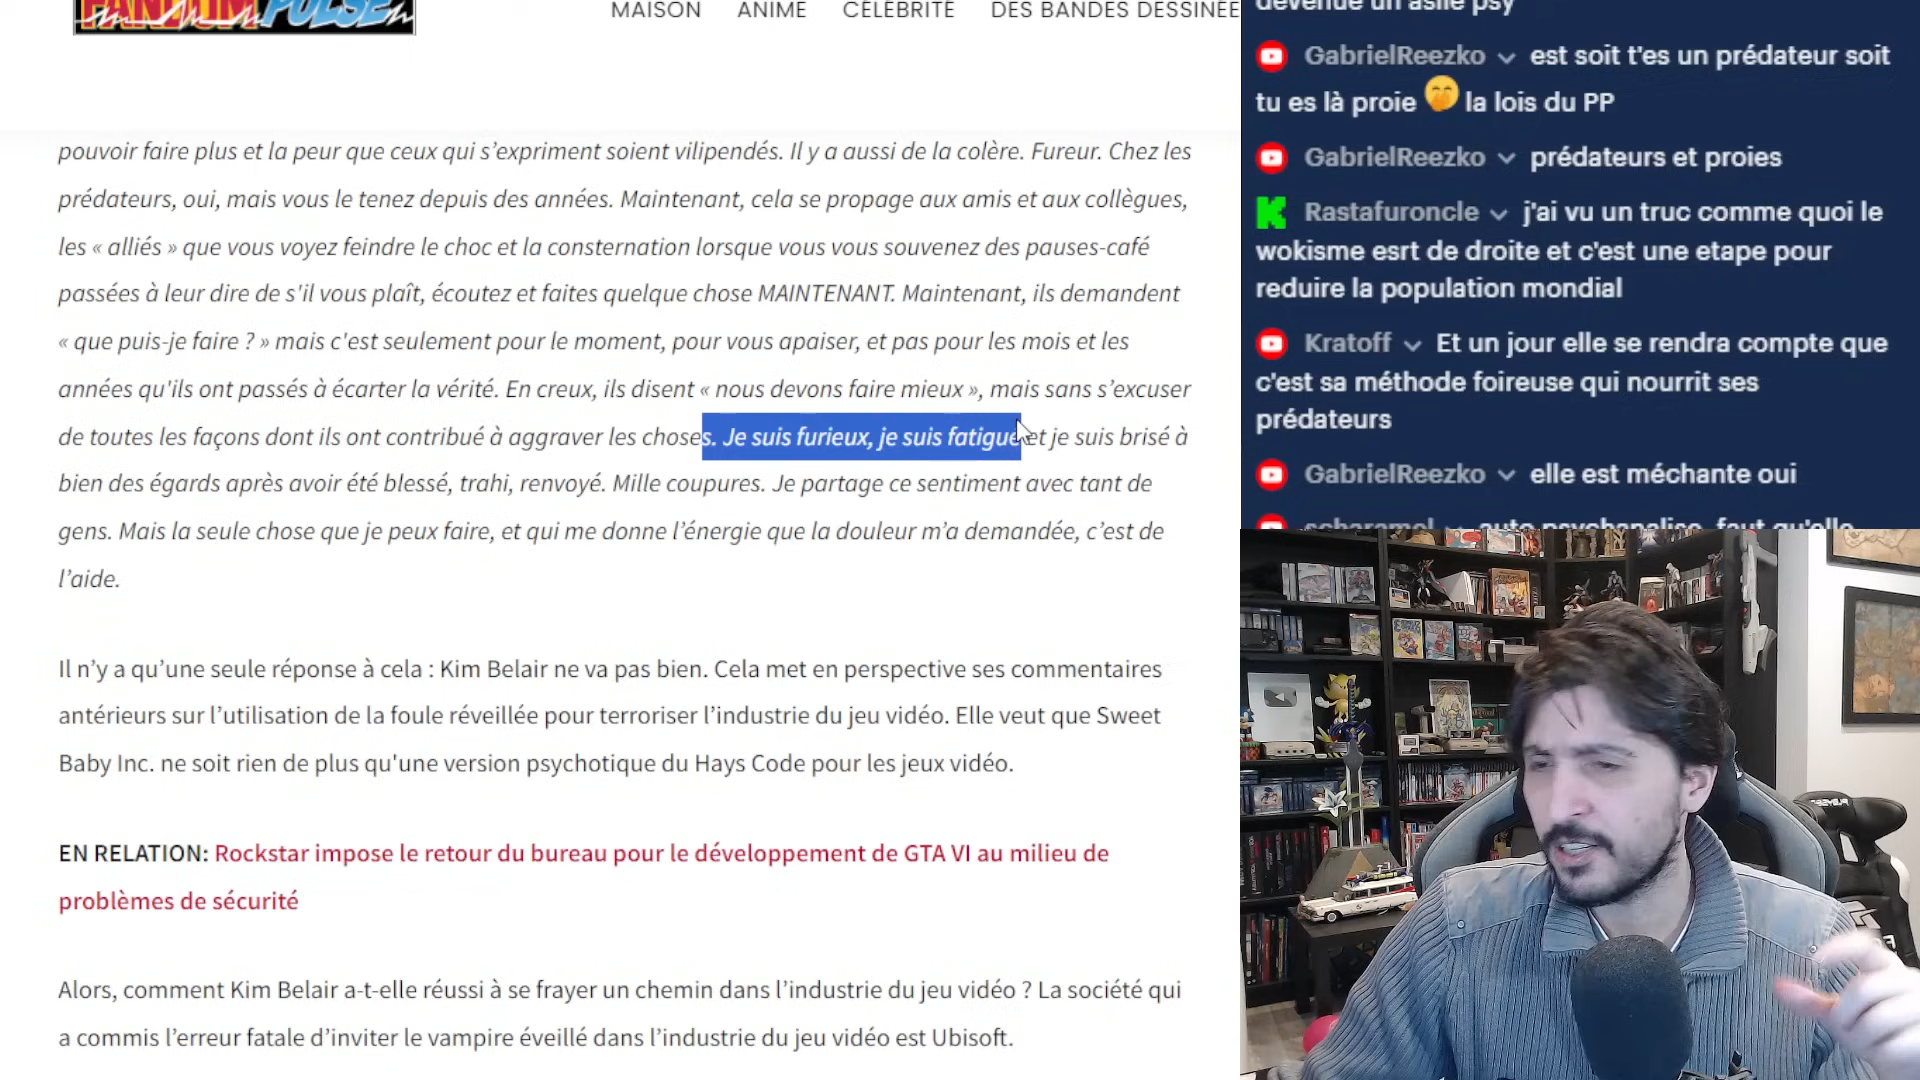 FANDOM PULSE
MAISON ANIME CÉLÉBRITÉ DES BANDES DESSINÉE
pouvoir faire plus et la peur que ceux qui s’expriment soient vilipendés. Il y a aussi de la colère. Fureur. Chez les
prédateurs, oui, mais vous le tenez depuis des années. Maintenant, cela se propage aux amis et aux collègues,
les « alliés » que vous voyez feindre le choc et la consternation lorsque vous vous souvenez des pauses-café
passées à leur dire de s'il vous plaît, écoutez et faites quelque chose MAINTENANT. Maintenant, ils demandent
« que puis-je faire ? » mais c'est seulement pour le moment, pour vous apaiser, et pas pour les mois et les
années qu'ils ont passés à écarter la vérité. En creux, ils disent « nous devons faire mieux », mais sans s’excuser
de toutes les façons dont ils ont contribué à aggraver les choses. Je suis furieux, je suis fatigué et je suis brisé à
bien des égards après avoir été blessé, trahi, renvoyé. Mille coupures. Je partage ce sentiment avec tant de
gens. Mais la seule chose que je peux faire, et qui me donne l’énergie que la douleur m’a demandée, c’est de
l’aide.
Il n’y a qu’une seule réponse à cela : Kim Belair ne va pas bien. Cela met en perspective ses commentaires
antérieurs sur l’utilisation de la foule réveillée pour terroriser l’industrie du jeu vidéo. Elle veut que Sweet
Baby Inc. ne soit rien de plus qu'une version psychotique du Hays Code pour les jeux vidéo.
EN RELATION: Rockstar impose le retour du bureau pour le développement de GTA VI au milieu de
problèmes de sécurité
Alors, comment Kim Belair a-t-elle réussi à se frayer un chemin dans l’industrie du jeu vidéo ? La société qui
a commis l’erreur fatale d’inviter le vampire éveillé dans l’industrie du jeu vidéo est Ubisoft.
devenue un asile psy
GabrielReezko est soit t'es un prédateur soit
tu es là proie 🤭 la lois du PP
GabrielReezko prédateurs et proies
Rastafuroncle j'ai vu un truc comme quoi le
wokisme esrt de droite et c'est une etape pour
reduire la population mondial
Kratoff Et un jour elle se rendra compte que
c'est sa méthode foireuse qui nourrit ses
prédateurs
GabrielReezko elle est méchante oui